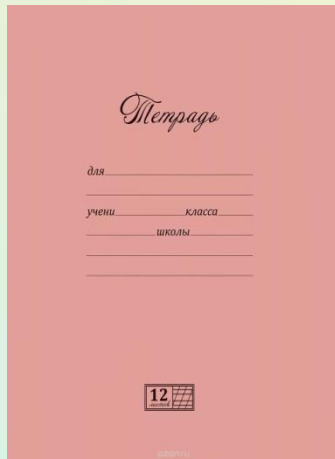 Тетрадь
для
учени класса
школы
12
листов